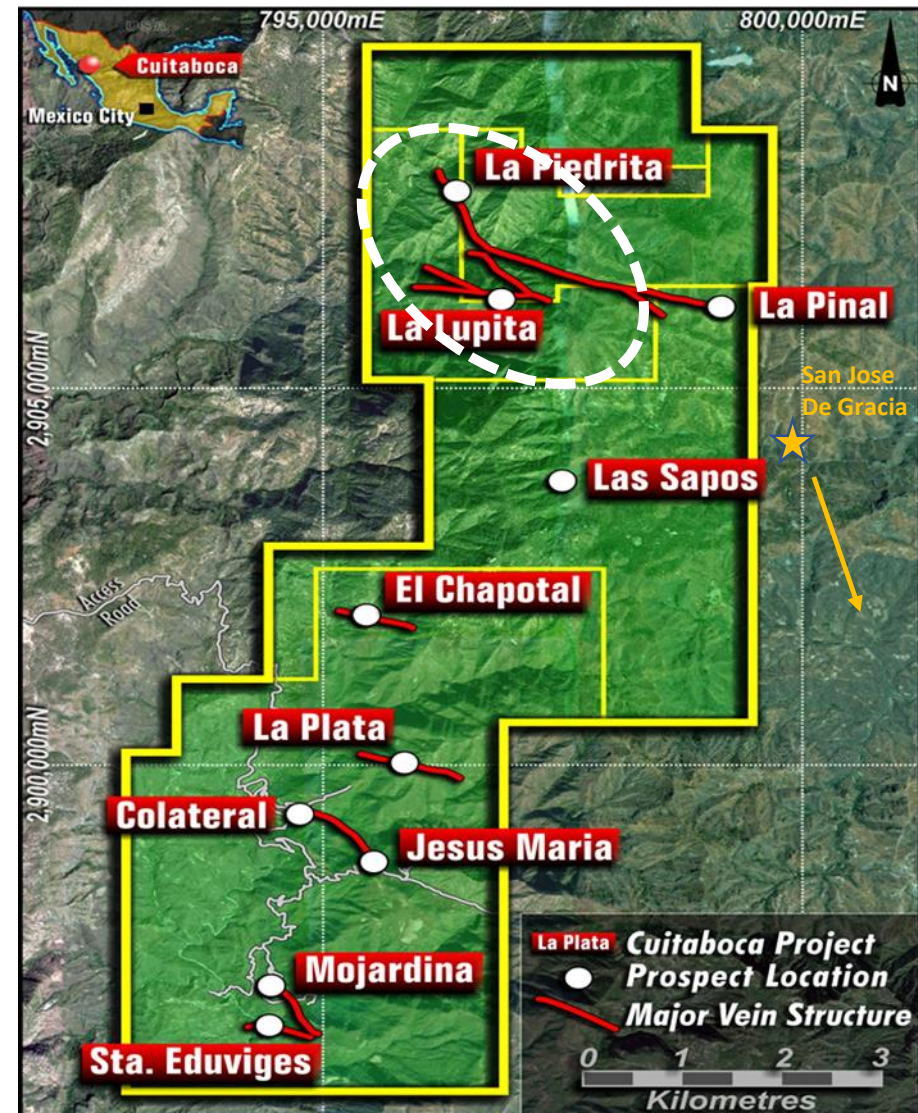 795,000mE
800,000mE
Cuitaboca
Mexico City
N
La Piedrita
La Pinal
La Lupita
San Jose
De Gracia
2,905,000mN
Las Sapos
El Chapotal
Access
Road
La Plata
2,900,000mN
Colateral
Jesus Maria
Mojardina
Sta. Eduviges
La Plata Cuitaboca Project
Prospect Location
Major Vein Structure
0 1 2 3
Kilometres